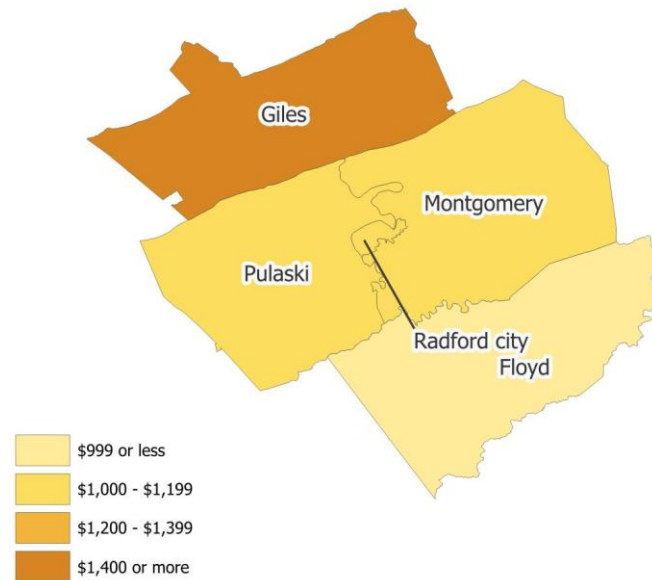 Giles
Montgomery
Pulaski
Radford city
Floyd
$999 or less
$1,000 - $1,199
$1,200 - $1,399
$1,400 or more